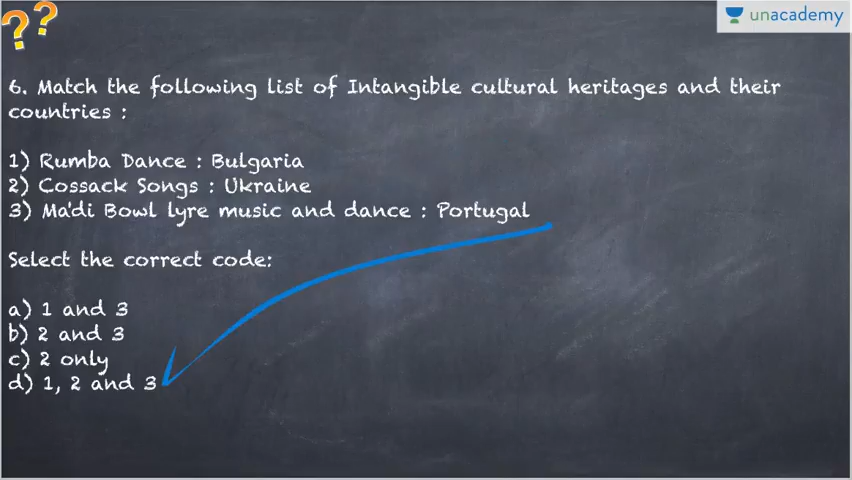 unacademy
6. Match the following list of Intangible cultural heritages and their
countries :
1) Rumba Dance : Bulgaria
2) Cossack Songs : Ukraine
3) Ma'di Bowl lyre music and dance : Portugal
Select the correct code:
a) 1 and 3
b) 2 and 3
c) 2 only
d) 1, 2 and 3